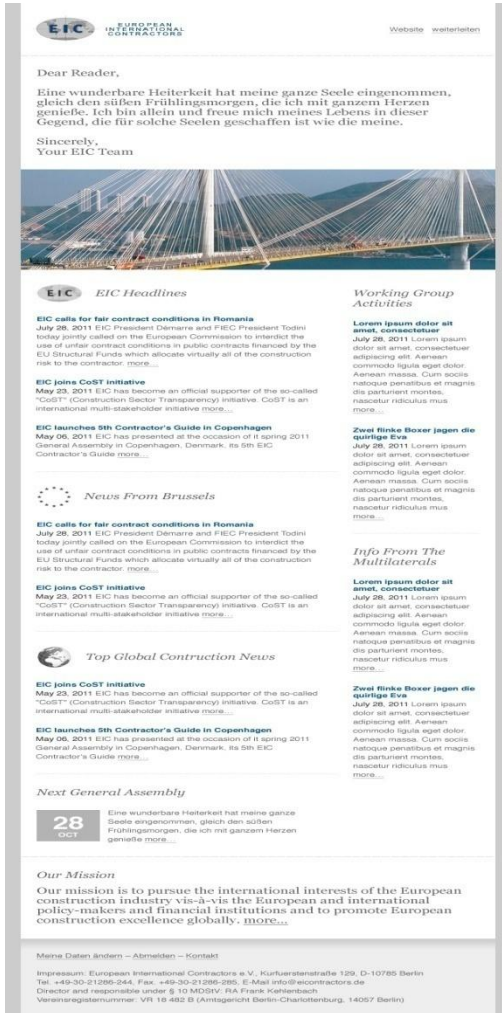 EIC EUROPEAN
INTERNATIONAL
CONTRACTORS
Website weiterleiten
Dear Reader,
Eine wunderbare Heiterkeit hat meine ganze Seele eingenommen,
gleich den süßen Frühlingsmorgen, die ich mit ganzem Herzen
genieße. Ich bin allein und freue mich meines Lebens in dieser
Gegend, die für solche Seelen geschaffen ist wie die meine.
Sincerely,
Your EIC Team
EIC EIC Headlines
EIC calls for fair contract conditions in Romania
July 28, 2011 EIC President Démarre and FIEC President Todini
today jointly called on the European Commission to interdict the
use of unfair contract conditions in public contracts financed by the
EU Structural Funds which allocate virtually all of the construction
risk to the contractor. more...
EIC joins CoST initiative
May 23, 2011 EIC has become an official supporter of the so-called
"CoST" (Construction Sector Transparency) initiative. CoST is an
international multi-stakeholder initiative more...
EIC launches 5th Contractor's Guide in Copenhagen
May 06, 2011 EIC has presented at the occasion of it spring 2011
General Assembly in Copenhagen, Denmark, its 5th EIC
Contractor's Guide more...
News From Brussels
EIC calls for fair contract conditions in Romania
July 28, 2011 EIC President Démarre and FIEC President Todini
today jointly called on the European Commission to interdict the
use of unfair contract conditions in public contracts financed by the
EU Structural Funds which allocate virtually all of the construction
risk to the contractor. more...
EIC joins CoST initiative
May 23, 2011 EIC has become an official supporter of the so-called
"CoST" (Construction Sector Transparency) initiative. CoST is an
international multi-stakeholder initiative more...
Top Global Contruction News
EIC joins CoST initiative
May 23, 2011 EIC has become an official supporter of the so-called
"CoST" (Construction Sector Transparency) initiative. CoST is an
international multi-stakeholder initiative more...
EIC launches 5th Contractor's Guide in Copenhagen
May 06, 2011 EIC has presented at the occasion of it spring 2011
General Assembly in Copenhagen, Denmark, its 5th EIC
Contractor's Guide more...
Next General Assembly
28
OCT
Eine wunderbare Heiterkeit hat meine ganze
Seele eingenommen, gleich den süßen
Frühlingsmorgen, die ich mit ganzem Herzen
genieße more...
Working Group
Activities
Lorem ipsum dolor sit
amet, consectetuer
July 28, 2011 Lorem ipsum
dolor sit amet, consectetuer
adipiscing elit. Aenean
commodo ligula eget dolor.
Aenean massa. Cum sociis
natoque penatibus et magnis
dis parturient montes,
nascetur ridiculus mus
more...
Zwei flinke Boxer jagen die
quirlige Eva
July 28, 2011 Lorem ipsum
dolor sit amet, consectetuer
adipiscing elit. Aenean
commodo ligula eget dolor.
Aenean massa. Cum sociis
natoque penatibus et magnis
dis parturient montes,
nascetur ridiculus mus
more...
Info From The
Multilaterals
Lorem ipsum dolor sit
amet, consectetuer
July 28, 2011 Lorem ipsum
dolor sit amet, consectetuer
adipiscing elit. Aenean
commodo ligula eget dolor.
Aenean massa. Cum sociis
natoque penatibus et magnis
dis parturient montes,
nascetur ridiculus mus
more...
Zwei flinke Boxer jagen die
quirlige Eva
July 28, 2011 Lorem ipsum
dolor sit amet, consectetuer
adipiscing elit. Aenean
commodo ligula eget dolor.
Aenean massa. Cum sociis
natoque penatibus et magnis
dis parturient montes,
nascetur ridiculus mus
more...
Our Mission
Our mission is to pursue the international interests of the European
construction industry vis-à-vis the European and international
policy-makers and financial institutions and to promote European
construction excellence globally. more...
Meine Daten ändern – Abmelden – Kontakt
Impressum: European International Contractors e.V., Kurfuerstenstraße 129, D-10785 Berlin
Tel. +49-30-21286-244, Fax. +49-30-21286-285, E-Mail info@eicontractors.de
Director and responsible under § 10 MDStV: RA Frank Kehlenbach
Vereinsregisternummer: VR 18 482 B (Amtsgericht Berlin-Charlottenburg, 14057 Berlin)